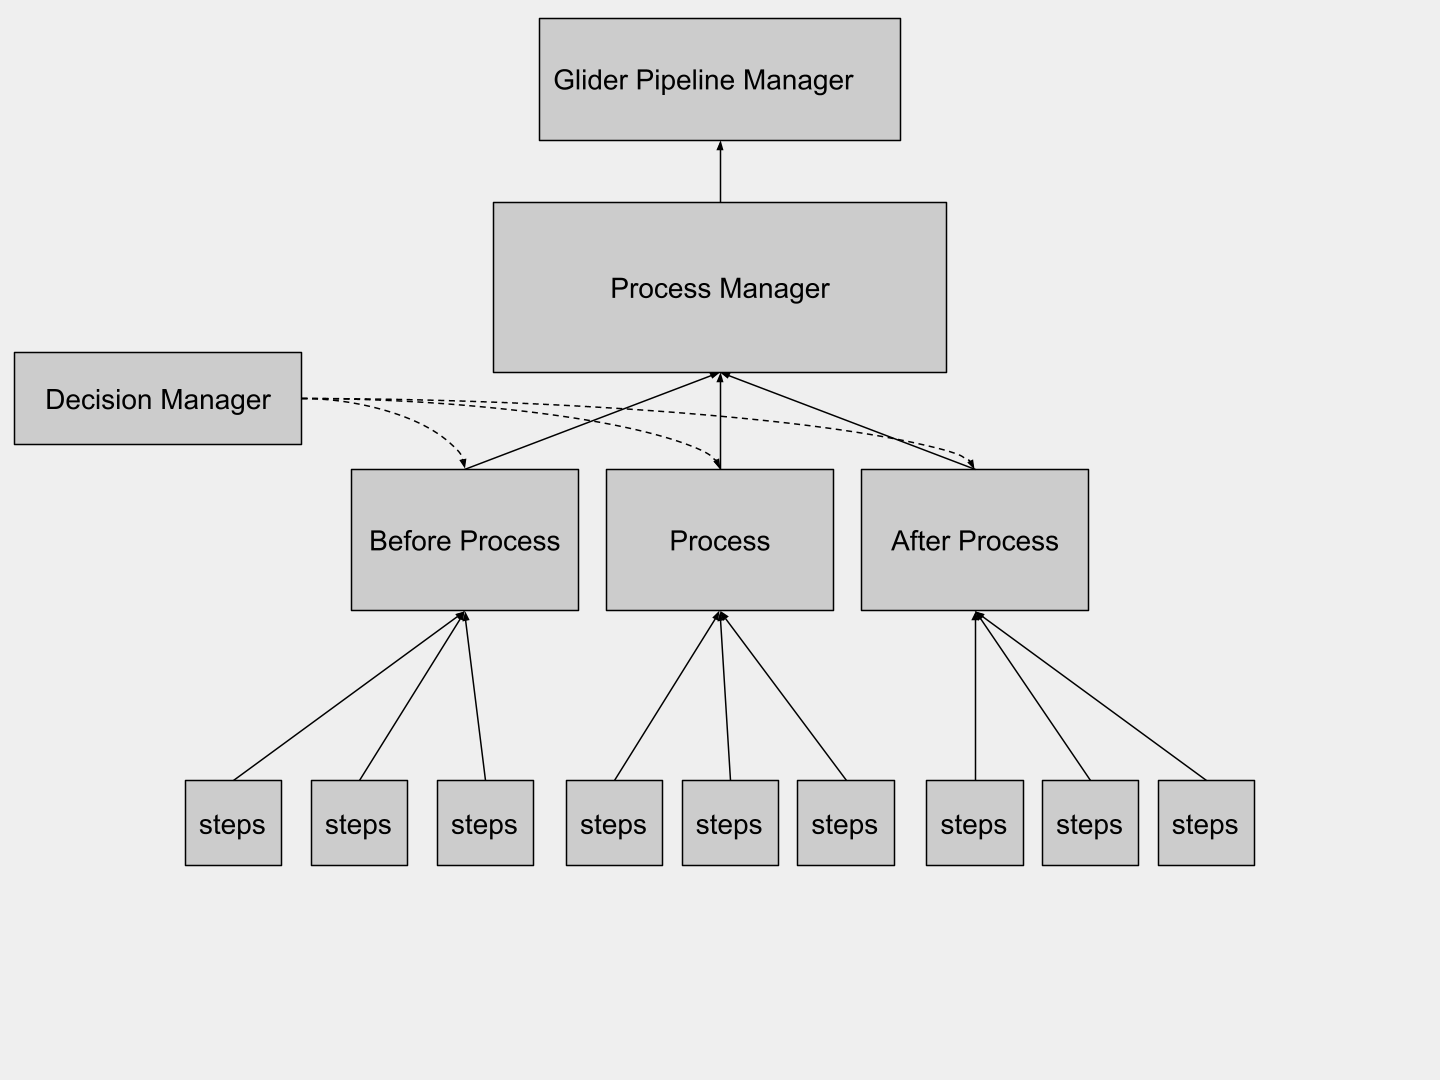 Glider Pipeline Manager
Process Manager
Decision Manager
Before Process
Process
After Process
steps
steps
steps
steps
steps
steps
steps
steps
steps